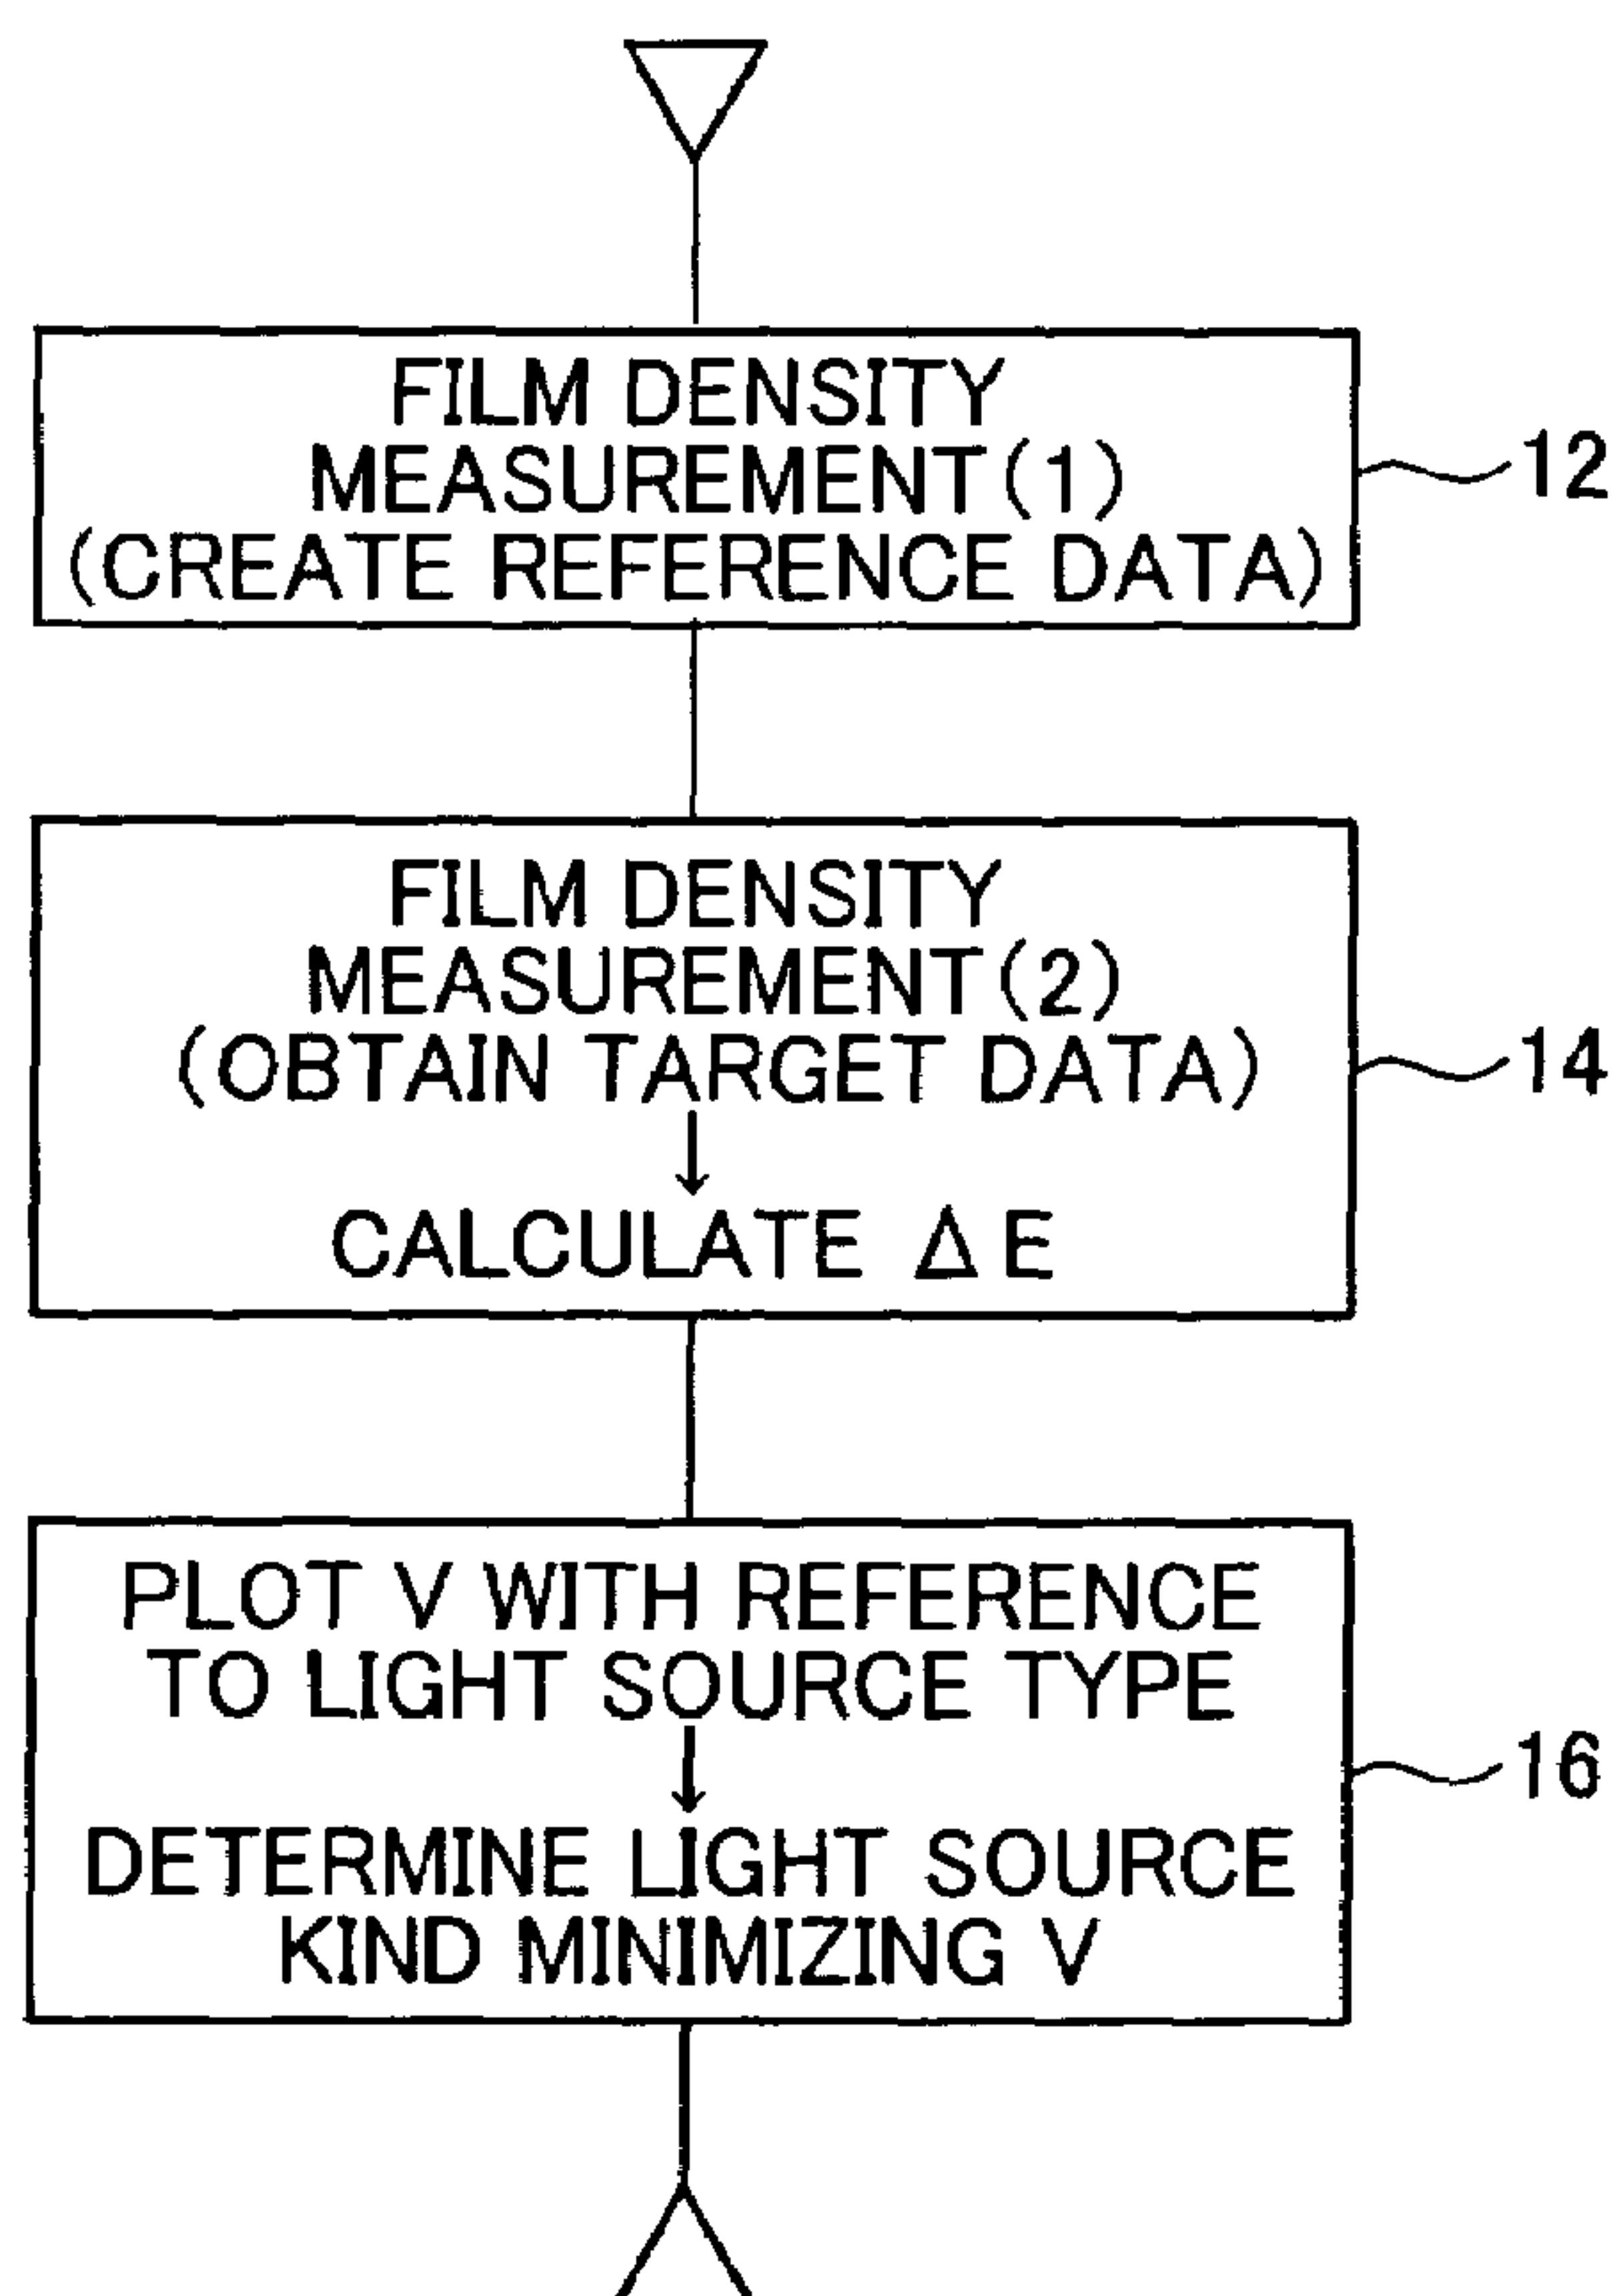 FILM DENSITY
MEASUREMENT(1)
(CREATE REFERENCE DATA)
12
FILM DENSITY
MEASUREMENT(2)
(OBTAIN TARGET DATA)
CALCULATE Δ E
14
PLOT V WITH REFERENCE
TO LIGHT SOURCE TYPE
DETERMINE LIGHT SOURCE
KIND MINIMIZING V
16